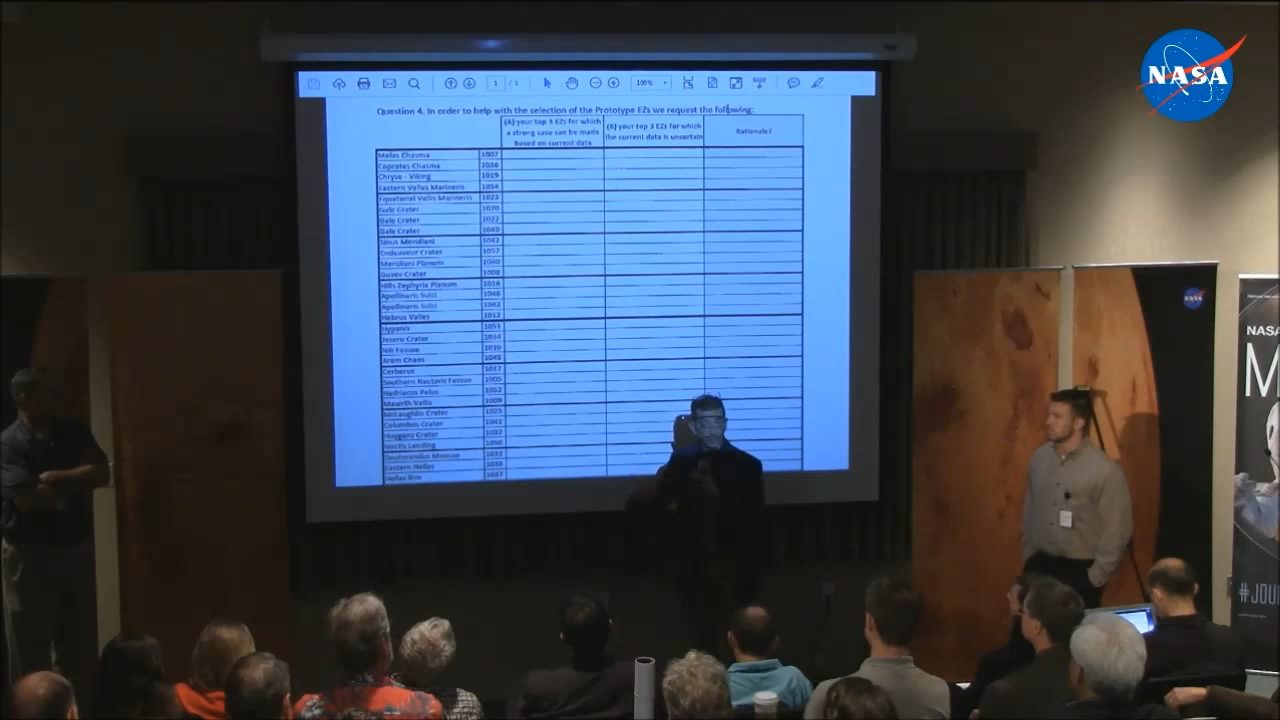 NASA
1 / 1
100%
Question 4. In order to help with the selection of the Prototype EZs we request the following:
(A) your top 3 EZs for which a strong case can be made based on current data
(B) your top 3 EZs for which the current data is uncertain
Rationale?
Melas Chasma 1007
Coprates Chasma 1036
Chryse - Viking 1019
Eastern Valles Marineris 1054
Equatorial Vallis Marineris 1023
Gale Crater 1020
Gale Crater 1022
Gale Crater 1040
Sinus Meridiani 1042
Endeavour Crater 1057
Meridiani Planum
Gusev Crater 1008
Hills Zephyria Planum 1016
Apollinaris Sulci 1046
Apollinaris Sulci 1043
Hebrus Valles 1012
Hypanis 1051
Jezero Crater 1034
Nili Fossae 1030
Aram Chaos
Cerberus 1017
Southern Nectaris Fossae 1005
Hadriacus Palus 1052
Mawrth Vallis 1009
McLaughlin Crater 1025
Columbus Crater 1041
Huygens Crater 1032
Noctis Landing 1050
Deuteronilus Mensae 1033
Eastern Hellas
Hellas Rim 1037
NASA
NASA
M
#JOU